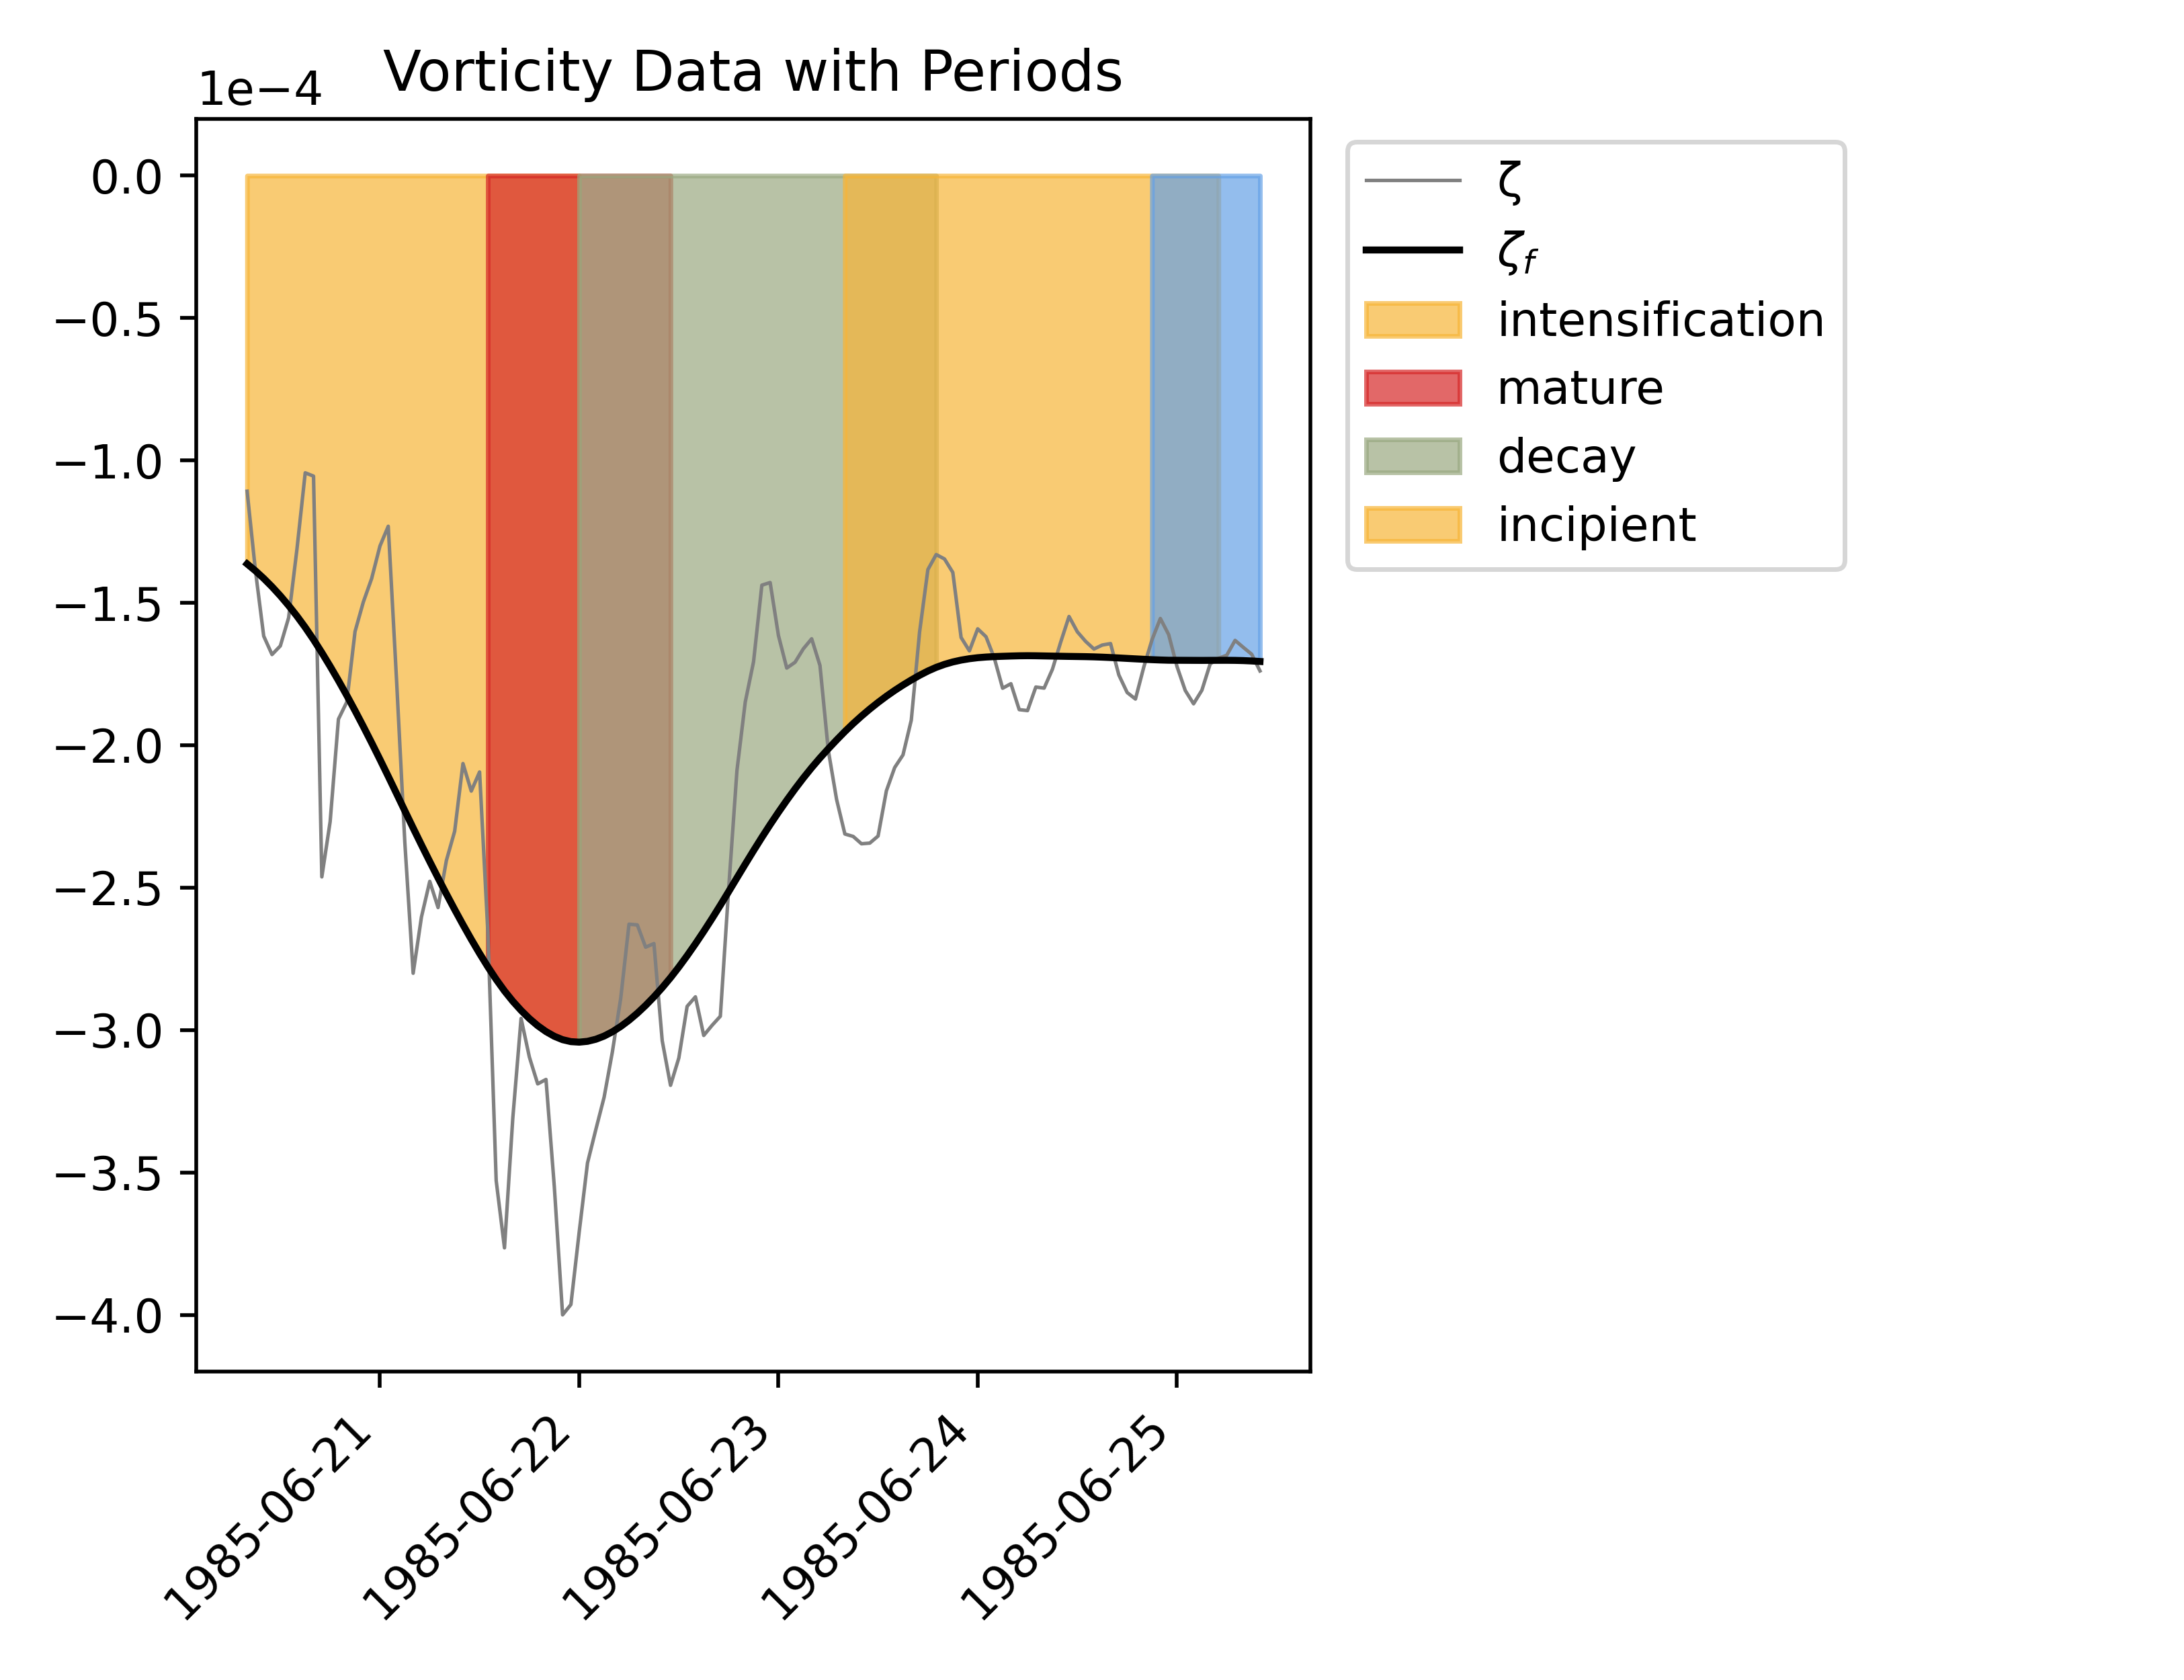 Vorticity Data with Periods
1e−4
0.0
−0.5
−1.0
−1.5
−2.0
−2.5
−3.0
−3.5
−4.0
1985-06-21
1985-06-22
1985-06-23
1985-06-24
1985-06-25
ζ
ζf
intensification
mature
decay
incipient